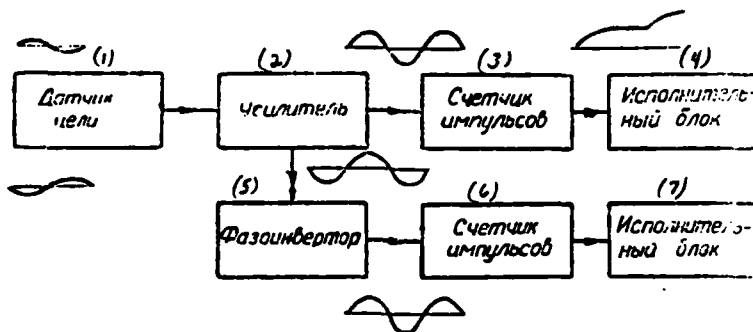 (1)
(2)
(3)
(4)
Датчик
цели
Усилитель
Счетчик
импульсов
Исполнитель-
ный блок
(5)
(6)
(7)
Фазоинвертор
Счетчик
импульсов
Исполнитель-
ный блок